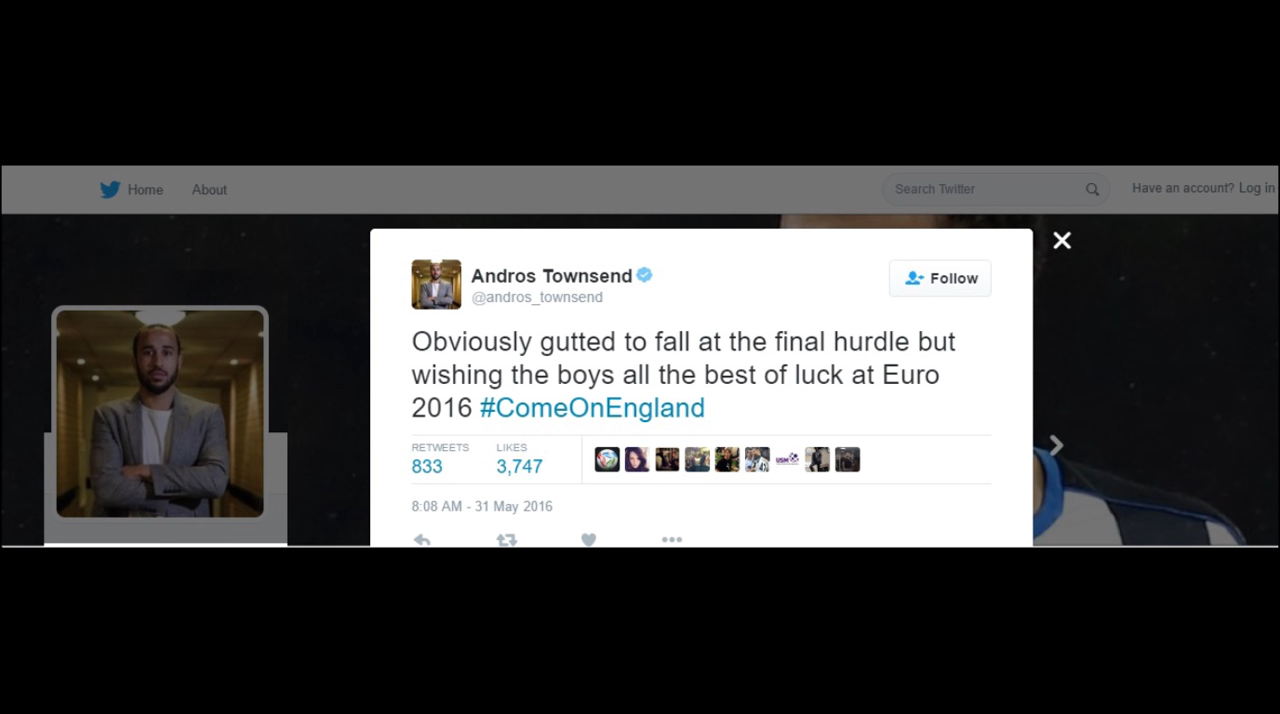 Home About Search Twitter Have an account? Log in
Andros Townsend
@andros_townsend
Follow
Obviously gutted to fall at the final hurdle but
wishing the boys all the best of luck at Euro
2016 #ComeOnEngland
RETWEETS LIKES
833 3,747
USM
8:08 AM - 31 May 2016